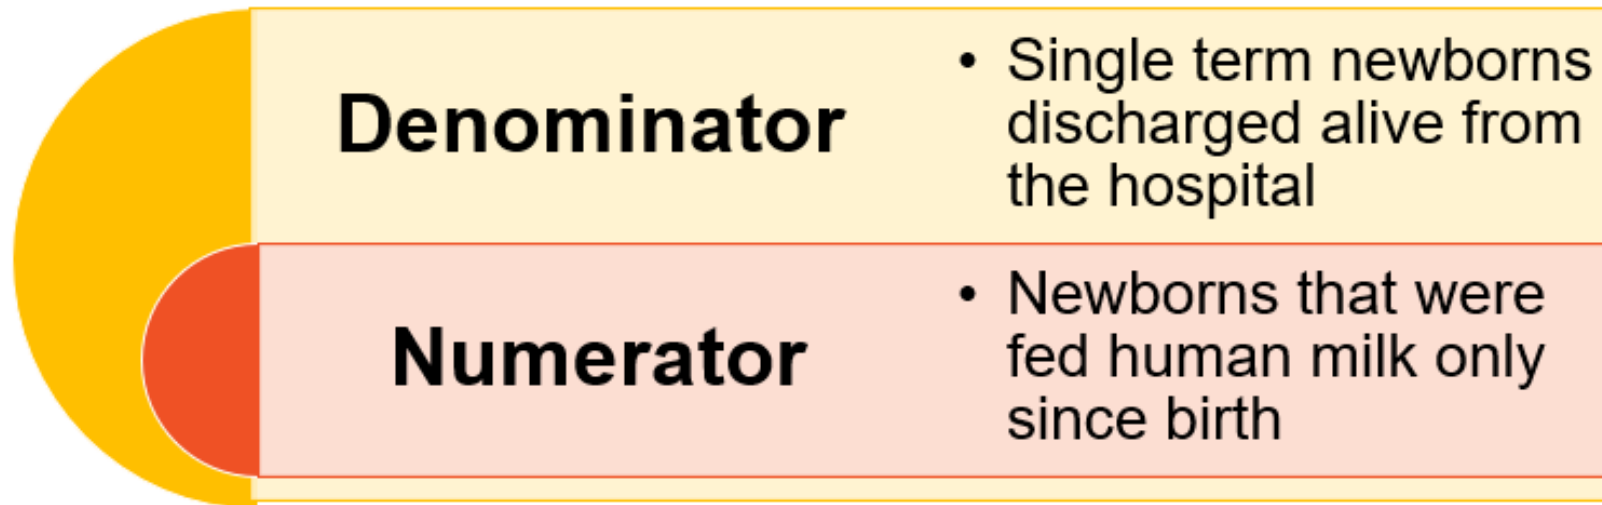 Denominator
• Single term newborns
discharged alive from
the hospital
Numerator
• Newborns that were
fed human milk only
since birth